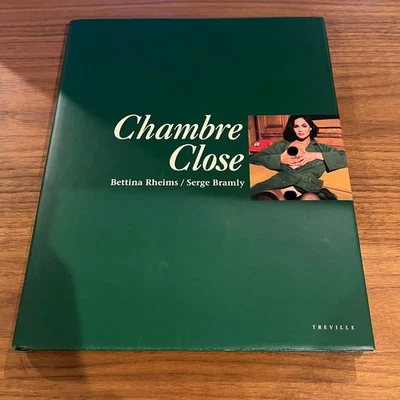 Chambre
Close
Bettina Rheims / Serge Bramly
TREVILLE